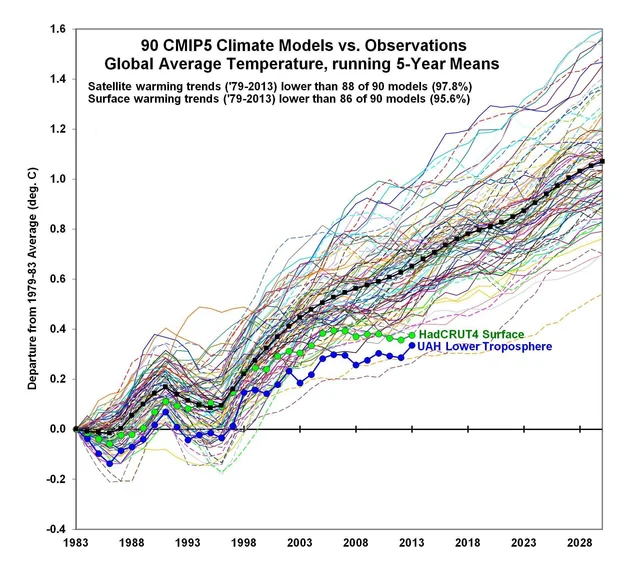 90 CMIP5 Climate Models vs. Observations
Global Average Temperature, running 5-Year Means
Satellite warming trends ('79-2013) lower than 88 of 90 models (97.8%)
Surface warming trends ('79-2013) lower than 86 of 90 models (95.6%)
Departure from 1979-83 Average (deg. C)
1.6
1.4
1.2
1.0
0.8
0.6
0.4
0.2
0.0
-0.2
-0.4
HadCRUT4 Surface
UAH Lower Troposphere
1983 1988 1993 1998 2003 2008 2013 2018 2023 2028